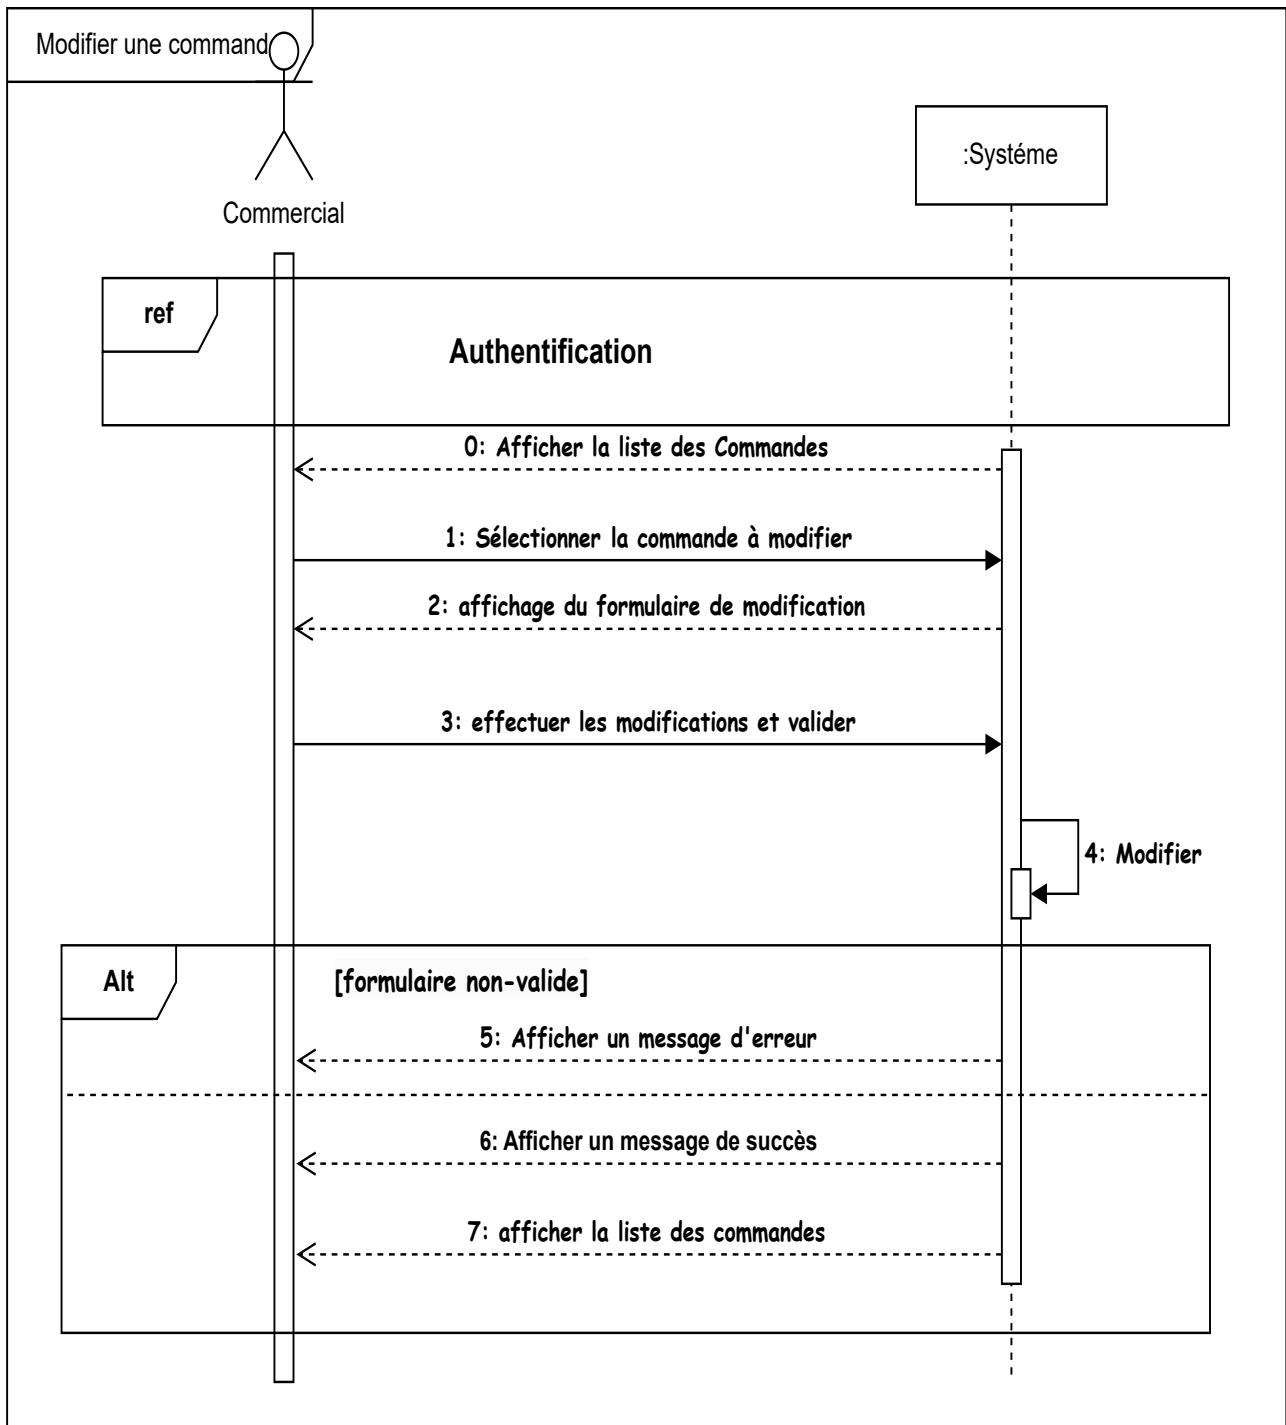 Modifier une command
:Systéme
Commercial
ref
Authentification
0: Afficher la liste des Commandes
1: Sélectionner la commande à modifier
2: affichage du formulaire de modification
3: effectuer les modifications et valider
4: Modifier
Alt
[formulaire non-valide]
5: Afficher un message d'erreur
6: Afficher un message de succès
7: afficher la liste des commandes